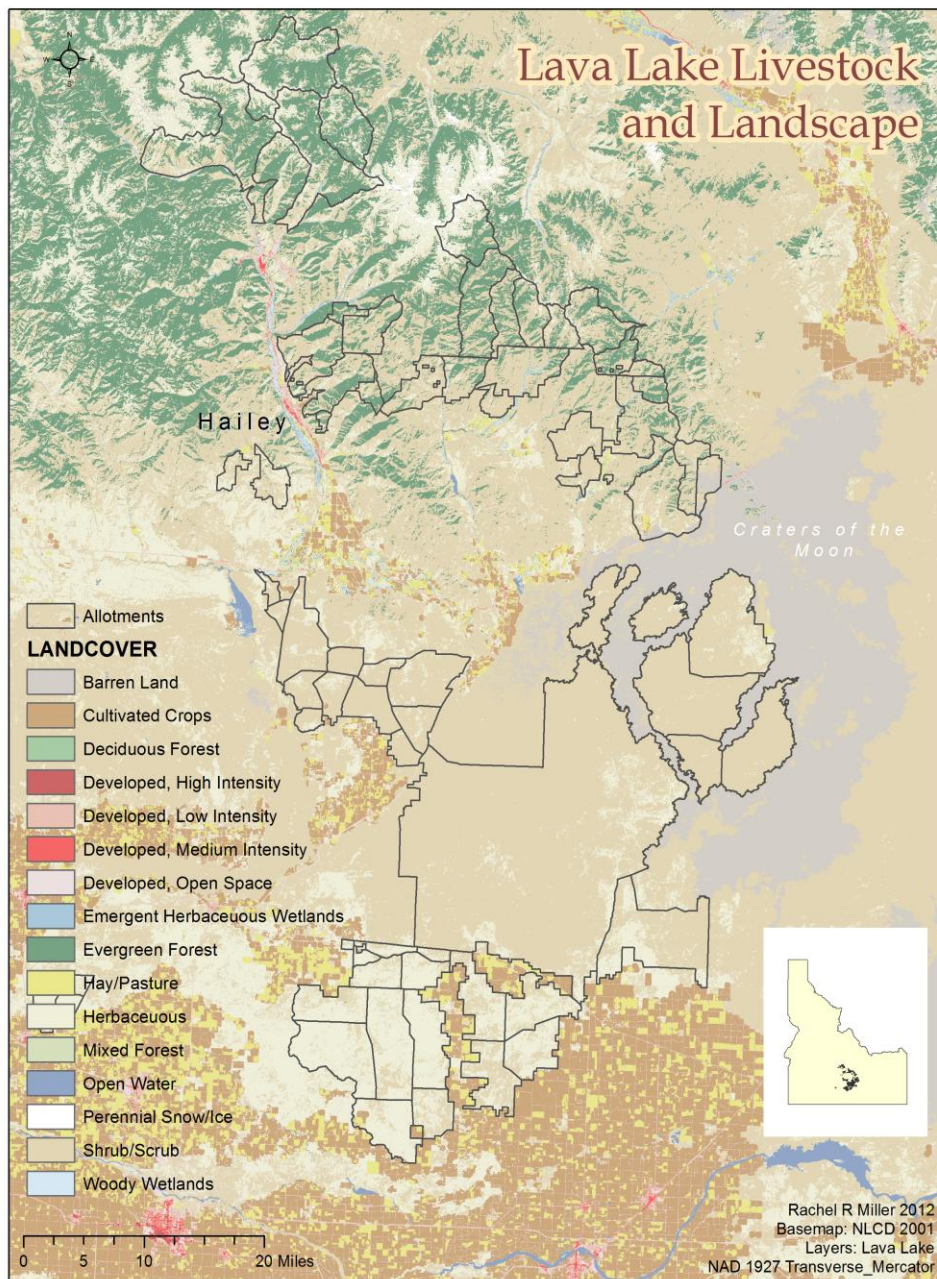 Lava Lake Livestock
and Landscape
N
W E
S
Hailey
Craters of the
Moon
Allotments
LANDCOVER
Barren Land
Cultivated Crops
Deciduous Forest
Developed, High Intensity
Developed, Low Intensity
Developed, Medium Intensity
Developed, Open Space
Emergent Herbaceuous Wetlands
Evergreen Forest
Hay/Pasture
Herbaceuous
Mixed Forest
Open Water
Perennial Snow/Ice
Shrub/Scrub
Woody Wetlands
0 5 10 20 Miles
Rachel R Miller 2012
Basemap: NLCD 2001
Layers: Lava Lake
NAD 1927 Transverse_Mercator